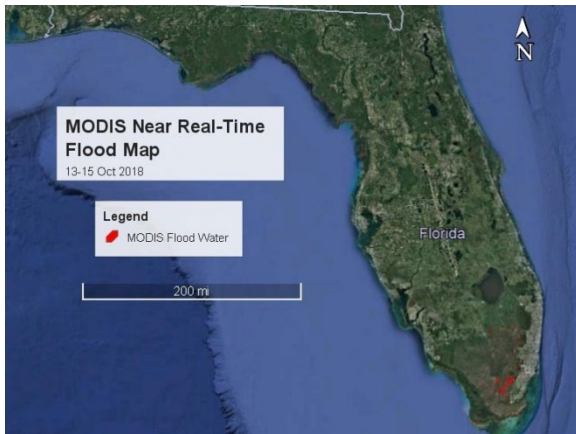 N
MODIS Near Real-Time
Flood Map
13-15 Oct 2018
Legend
MODIS Flood Water
Florida
200 mi